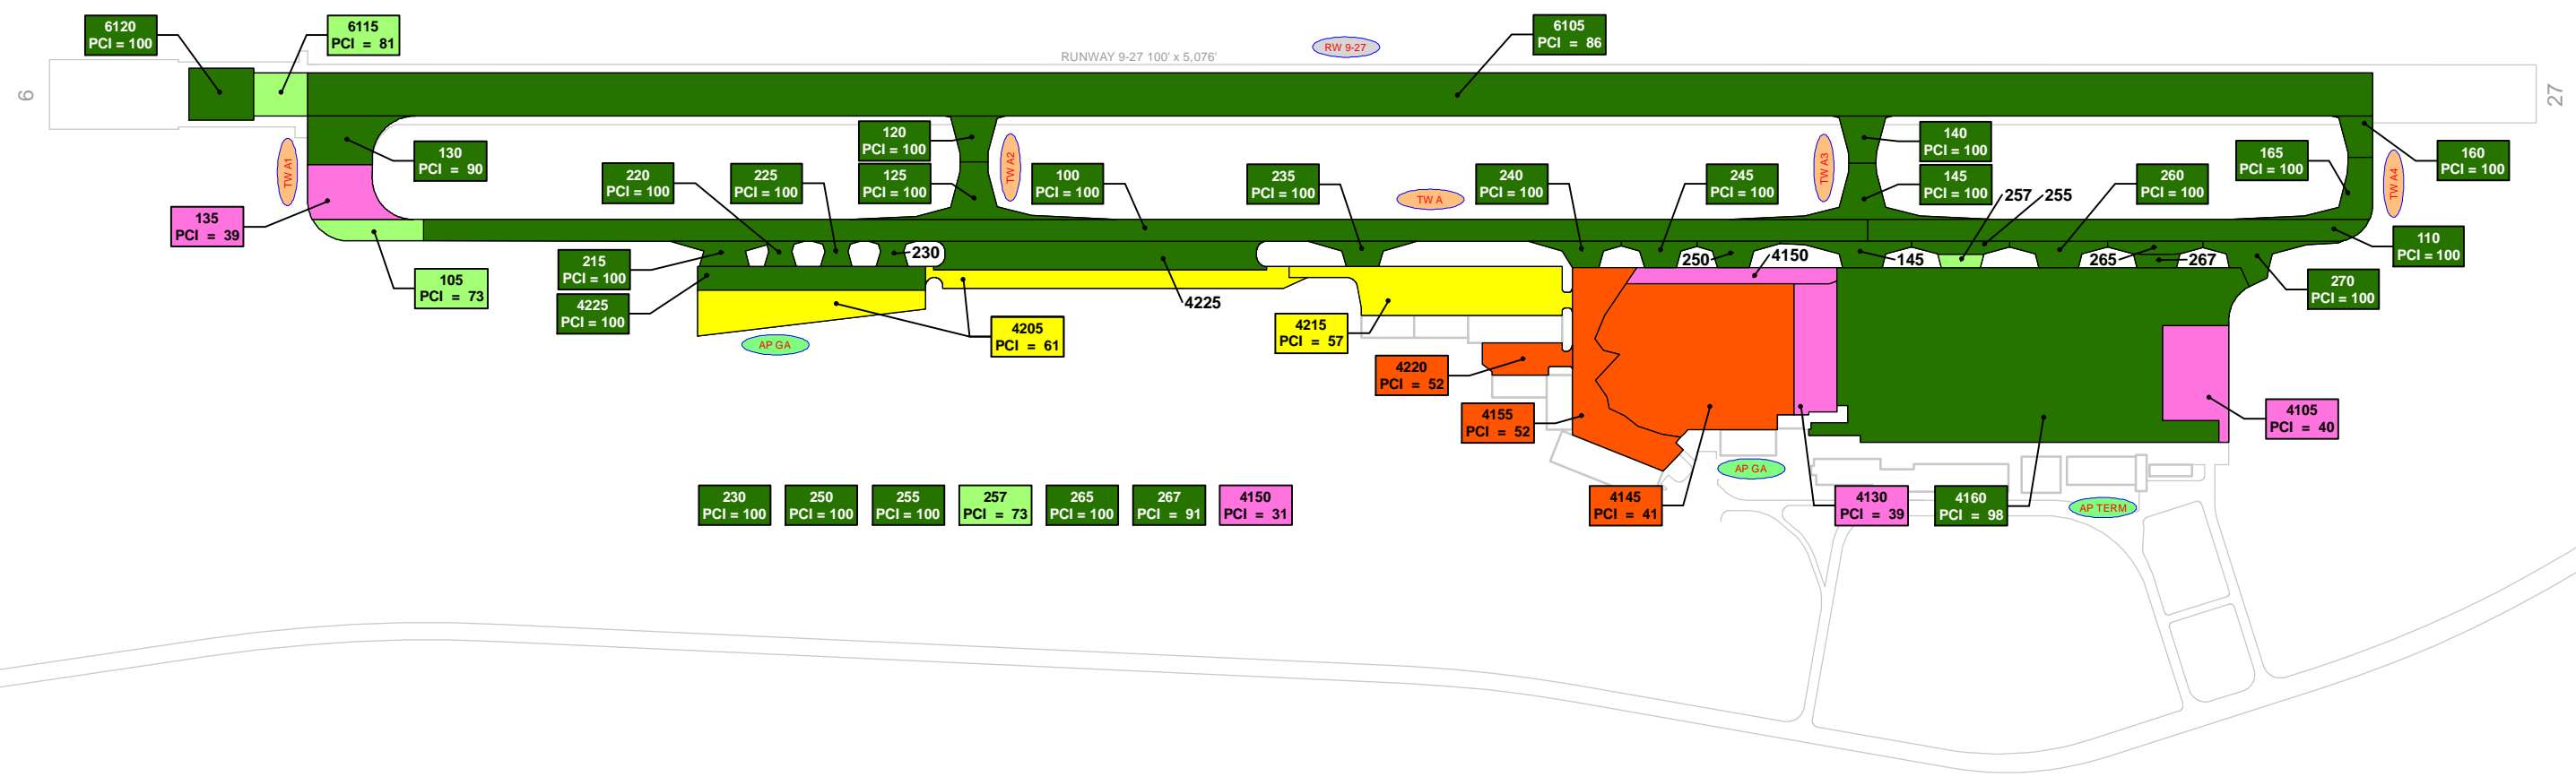 6120
PCI = 100
6115
PCI = 81
6105
PCI = 86
RW 9-27
RUNWAY 9-27 100' x 5,076'
9
27
120
PCI = 100
140
PCI = 100
130
PCI = 90
TW A1
TW A2
TW A3
TW A4
160
PCI = 100
165
PCI = 100
220
PCI = 100
225
PCI = 100
125
PCI = 100
100
PCI = 100
235
PCI = 100
TW A
240
PCI = 100
245
PCI = 100
145
PCI = 100
257
255
260
PCI = 100
135
PCI = 39
110
PCI = 100
215
PCI = 100
230
250
4150
145
265
267
105
PCI = 73
4225
PCI = 100
4225
270
PCI = 100
4205
PCI = 61
4215
PCI = 57
AP GA
4220
PCI = 52
4155
PCI = 52
4105
PCI = 40
AP GA
230
PCI = 100
250
PCI = 100
255
PCI = 100
257
PCI = 73
265
PCI = 100
267
PCI = 91
4150
PCI = 31
4145
PCI = 41
4130
PCI = 39
4160
PCI = 98
AP TERM